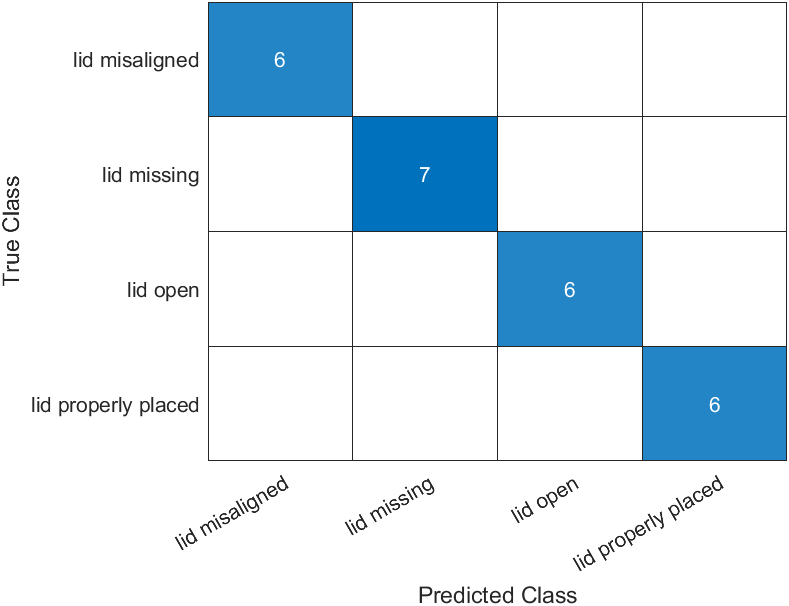 True Class
lid misaligned
6
lid missing
7
lid open
6
lid properly placed
6
lid misaligned
lid missing
lid open
lid properly placed
Predicted Class